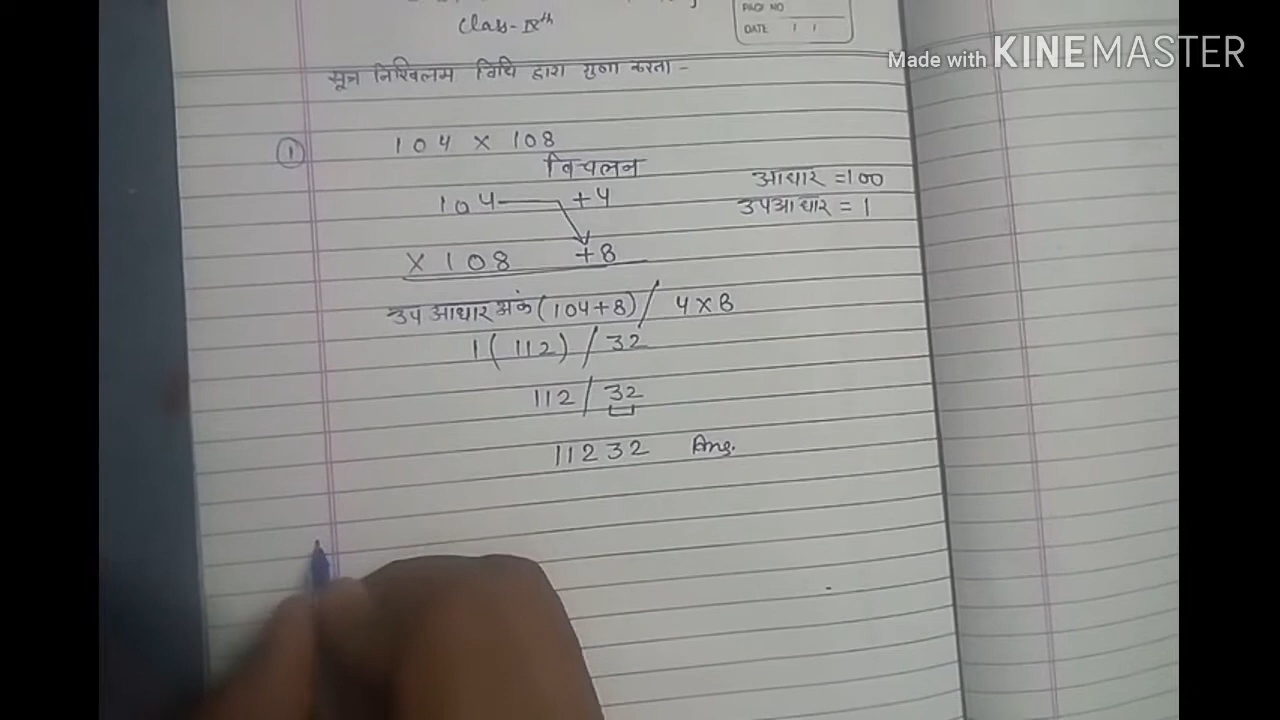 Class-IXth
PAGE NO
DATE
Made with KINEMASTER
सूत्र निखिलम विधि द्वारा गुणा करना -
① 104 × 108
विचलन
आधार = 100
104 +4
उपआधार = 1
× 108 +8
उप आधार अंक (104+8) / 4×8
1(112) / 32
112 / 32
11232 Ans.